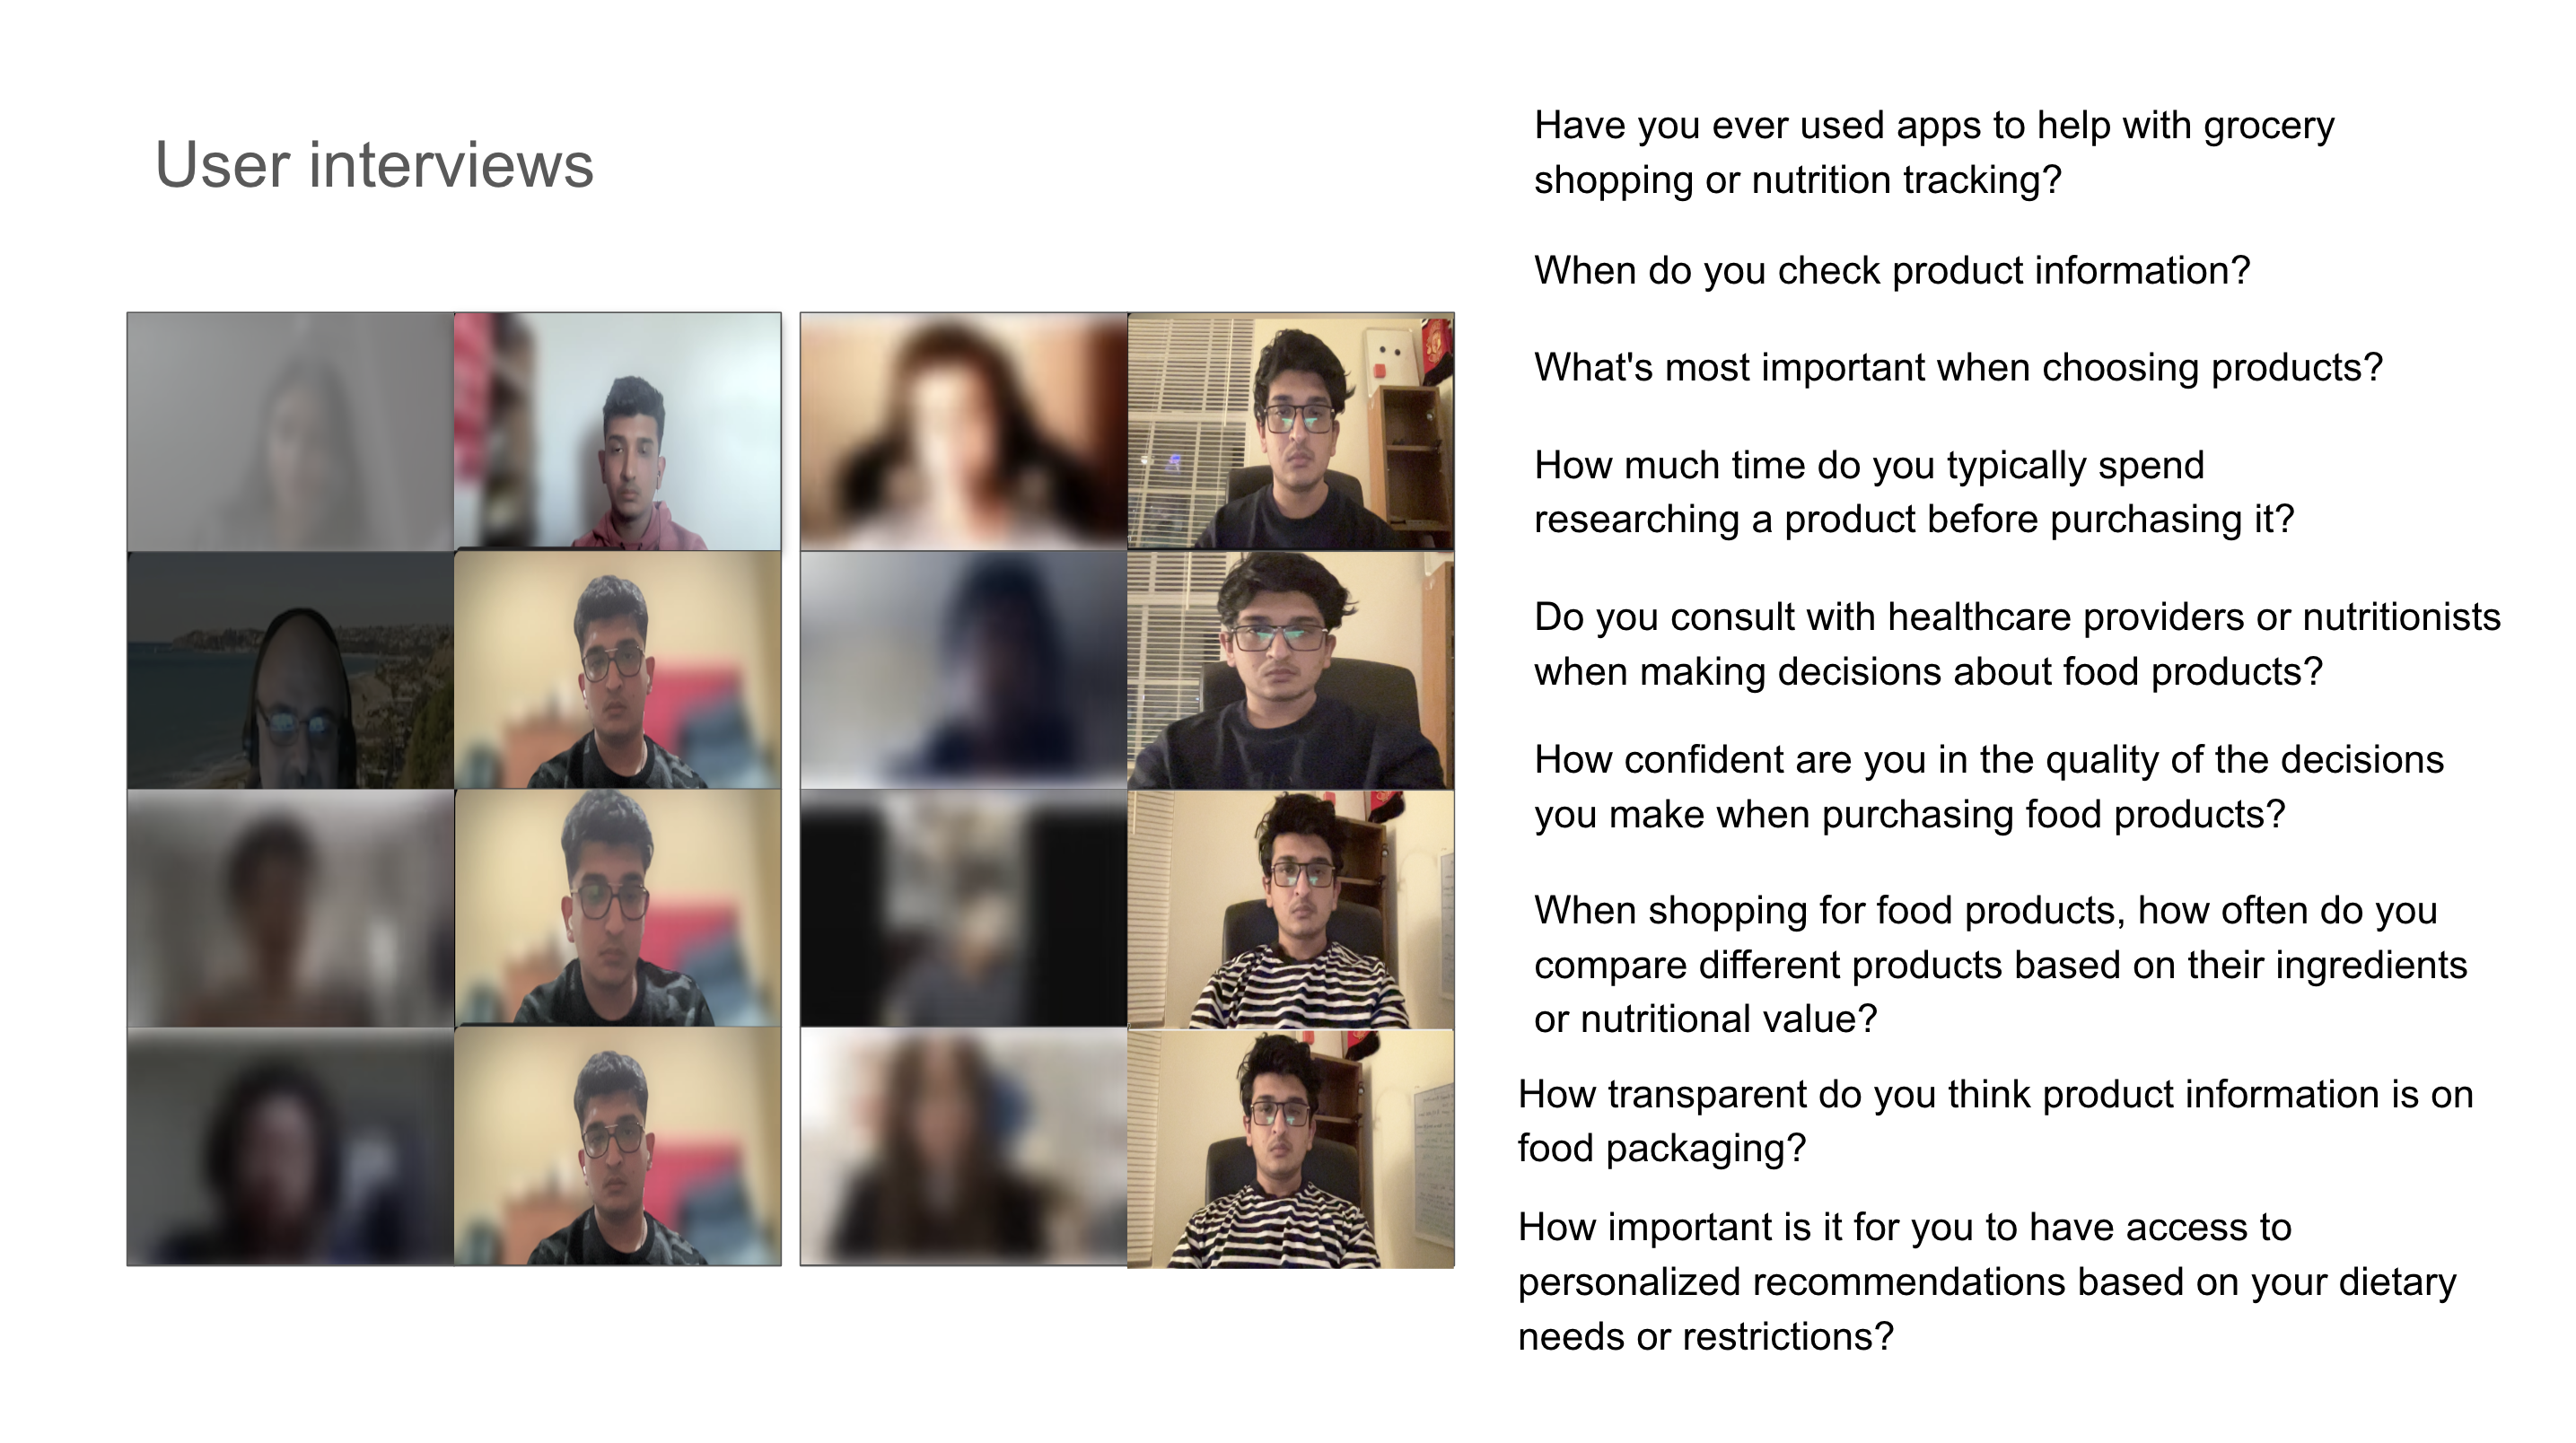 User interviews
Have you ever used apps to help with grocery
shopping or nutrition tracking?
When do you check product information?
What's most important when choosing products?
How much time do you typically spend
researching a product before purchasing it?
Do you consult with healthcare providers or nutritionists
when making decisions about food products?
How confident are you in the quality of the decisions
you make when purchasing food products?
When shopping for food products, how often do you
compare different products based on their ingredients
or nutritional value?
How transparent do you think product information is on
food packaging?
How important is it for you to have access to
personalized recommendations based on your dietary
needs or restrictions?